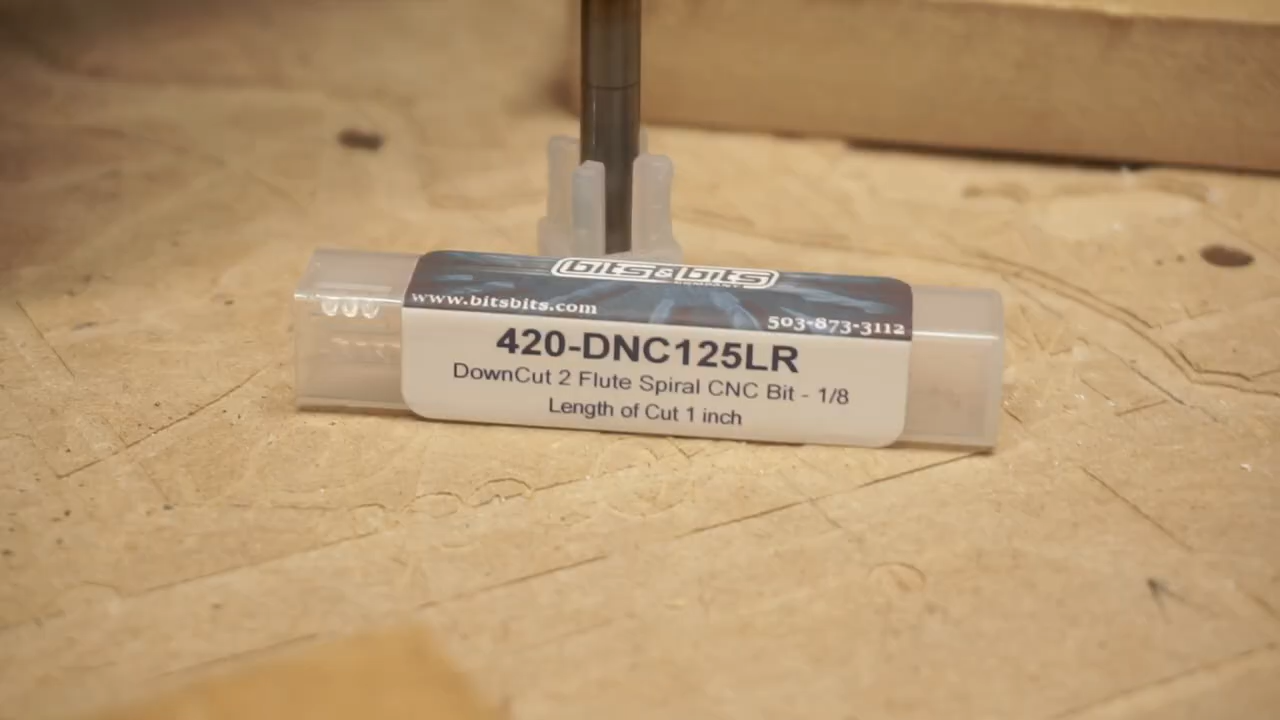 bits&bits
COMPANY
www.bitsbits.com
503-873-3112
420-DNC125LR
DownCut 2 Flute Spiral CNC Bit - 1/8
Length of Cut 1 inch